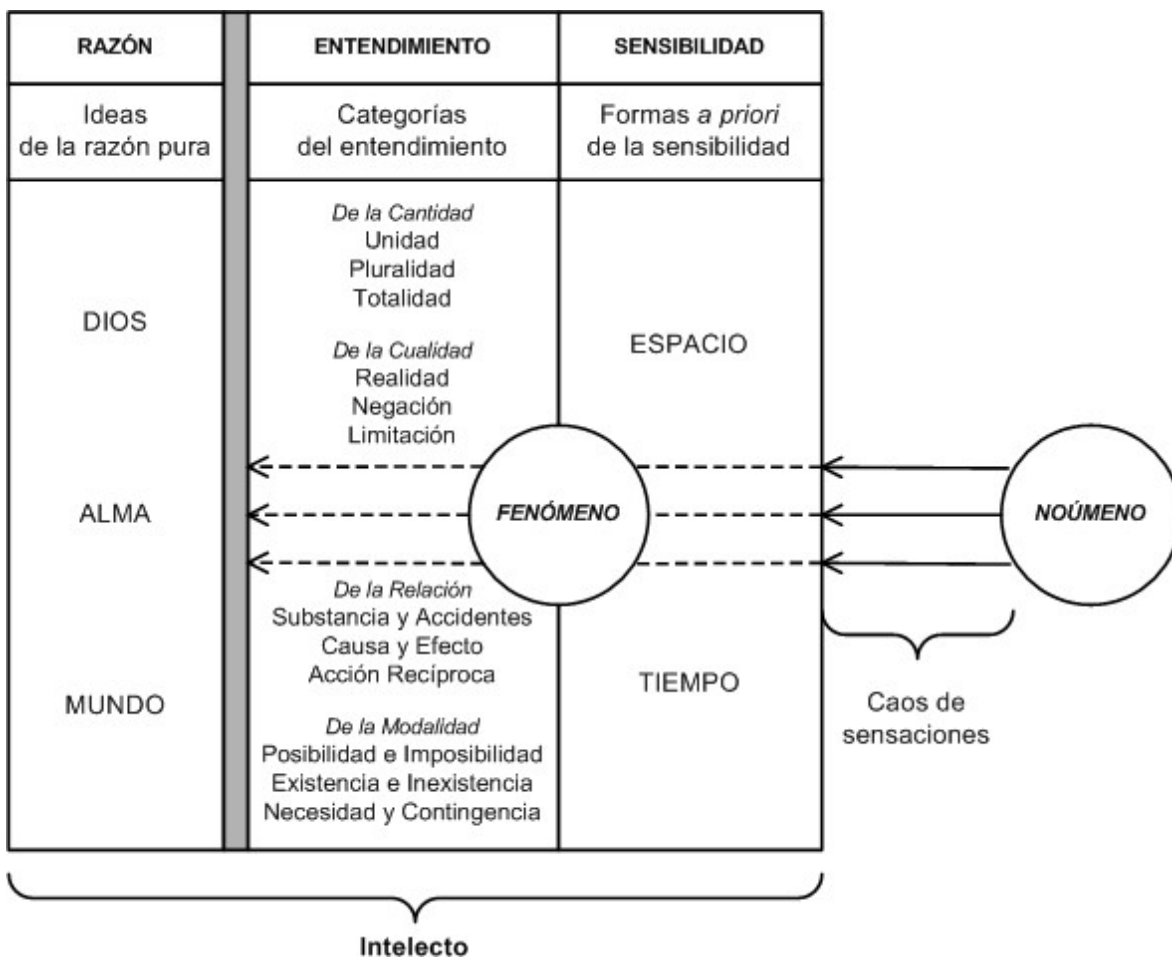 RAZÓN
ENTENDIMIENTO
SENSIBILIDAD
Ideas
de la razón pura
Categorías
del entendimiento
Formas a priori
de la sensibilidad
DIOS
ALMA
MUNDO
De la Cantidad
Unidad
Pluralidad
Totalidad
De la Cualidad
Realidad
Negación
Limitación
De la Relación
Substancia y Accidentes
Causa y Efecto
Acción Recíproca
De la Modalidad
Posibilidad e Imposibilidad
Existencia e Inexistencia
Necesidad y Contingencia
FENÓMENO
ESPACIO
TIEMPO
NOÚMENO
Caos de
sensaciones
Intelecto